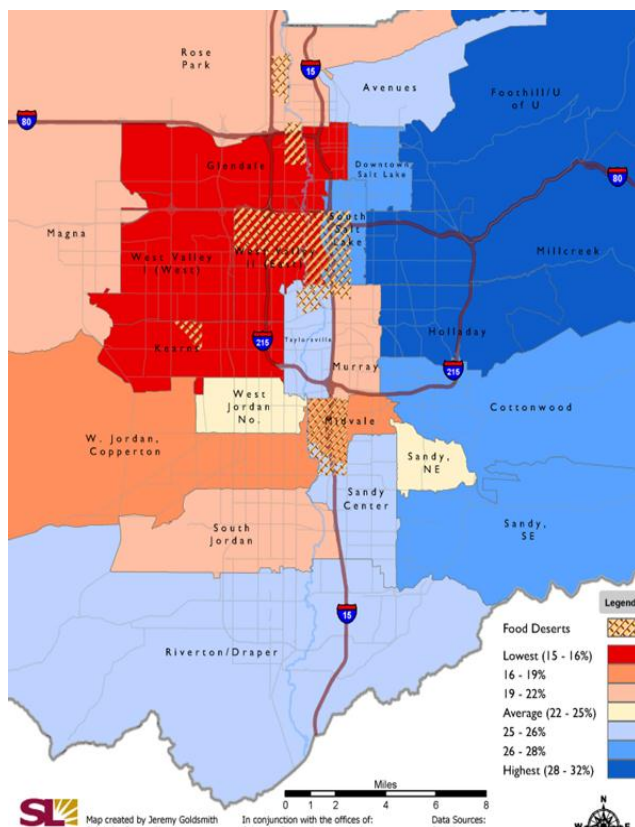 Rose
Park
15
Avenues
Foothill/U
of U
80
Glendale
Downtown
Salt Lake
80
South
Salt
Lake
Magna
West Valley
I (West)
West Valley
II (East)
Millcreek
Kearns
215
Taylorsville
Murray
Holladay
215
West
Jordan
No.
Midvale
Cottonwood
W. Jordan,
Copperton
Sandy,
NE
Sandy
Center
South
Jordan
Sandy,
SE
15
Riverton/Draper
Legend
Food Deserts
Lowest (15 - 16%)
16 - 19%
19 - 22%
Average (22 - 25%)
25 - 26%
26 - 28%
Highest (28 - 32%)
Miles
0 1 2 4 6 8
N
W E
SL
Map created by Jeremy Goldsmith In conjunction with the offices of: Data Sources: